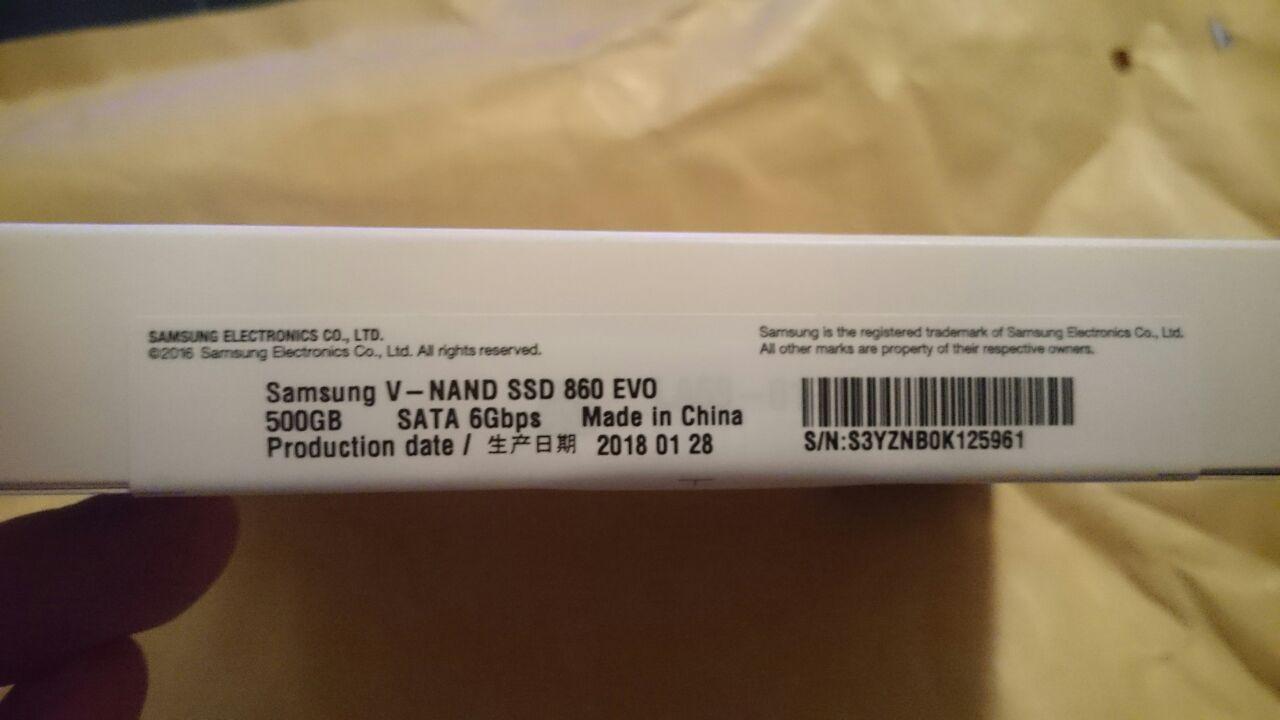 SAMSUNG ELECTRONICS CO., LTD.
©2016 Samsung Electronics Co., Ltd. All rights reserved.
Samsung is the registered trademark of Samsung Electronics Co., Ltd.
All other marks are property of their respective owners.
Samsung V-NAND SSD 860 EVO
500GB SATA 6Gbps Made in China
Production date / 生产日期 2018 01 28
S/N:S3YZNB0K125961